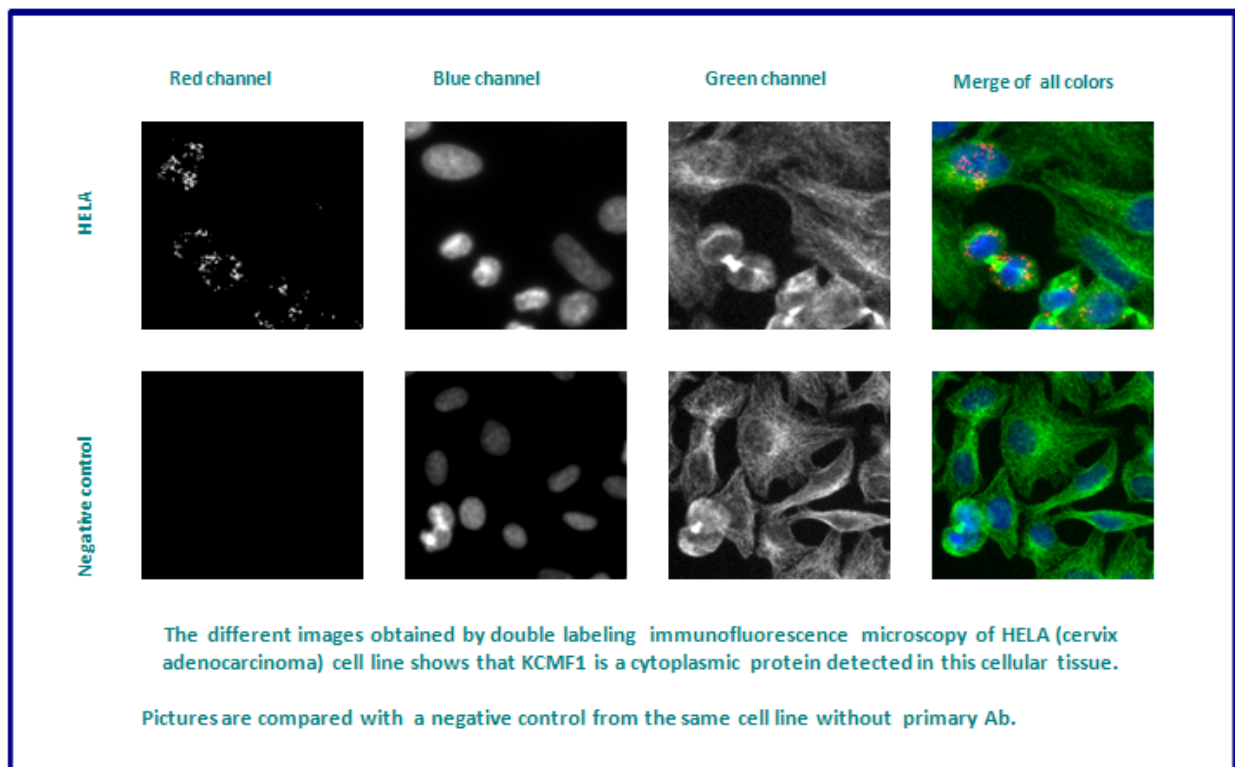 Red channel
Blue channel
Green channel
Merge of all colors
HELA
Negative control
The different images obtained by double labeling immunofluorescence microscopy of HELA (cervix
adenocarcinoma) cell line shows that KCMF1 is a cytoplasmic protein detected in this cellular tissue.
Pictures are compared with a negative control from the same cell line without primary Ab.